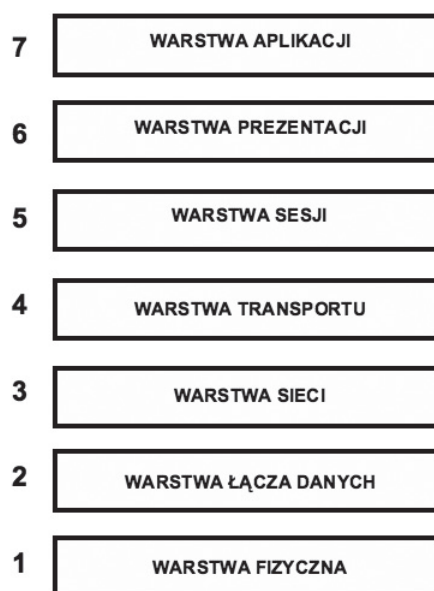 7 WARSTWA APLIKACJI
6 WARSTWA PREZENTACJI
5 WARSTWA SESJI
4 WARSTWA TRANSPORTU
3 WARSTWA SIECI
2 WARSTWA ŁĄCZA DANYCH
1 WARSTWA FIZYCZNA